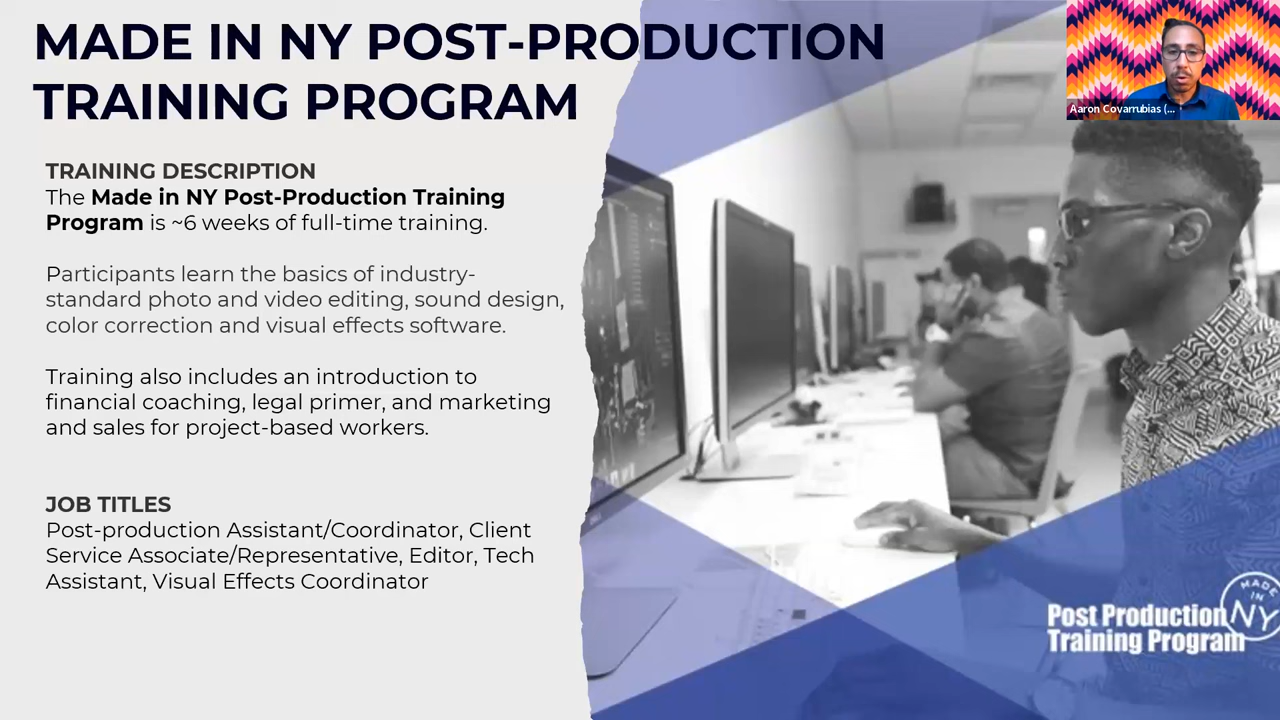 MADE IN NY POST-PRODUCTION
TRAINING PROGRAM
Aaron Covarrubias (...
TRAINING DESCRIPTION
The Made in NY Post-Production Training
Program is ~6 weeks of full-time training.
Participants learn the basics of industry-
standard photo and video editing, sound design,
color correction and visual effects software.
Training also includes an introduction to
financial coaching, legal primer, and marketing
and sales for project-based workers.
JOB TITLES
Post-production Assistant/Coordinator, Client
Service Associate/Representative, Editor, Tech
Assistant, Visual Effects Coordinator
MADE
IN
NY
Post Production
Training Program